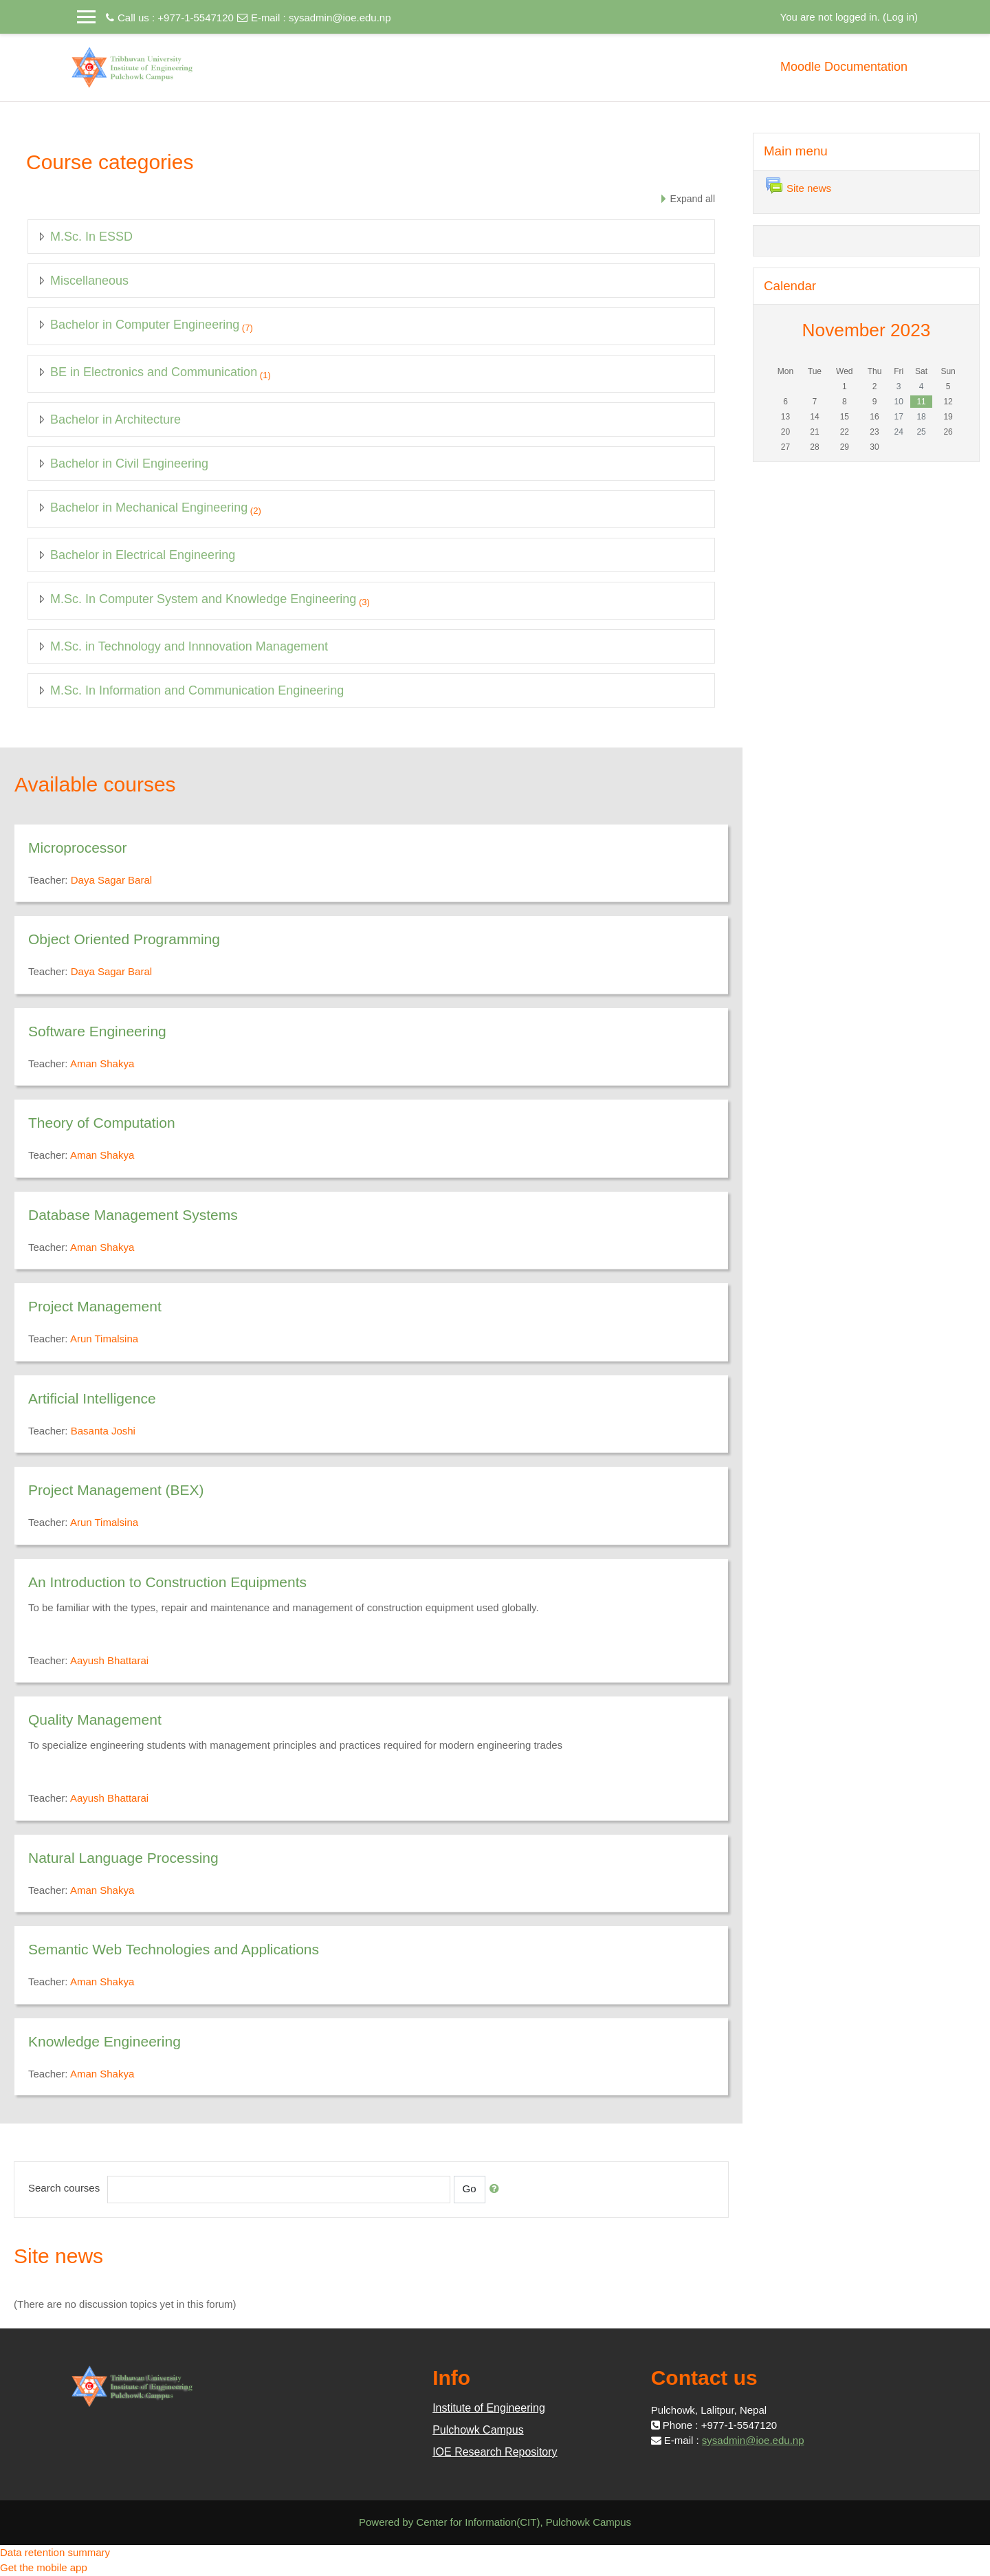 Call us : +977-1-5547120 E-mail : sysadmin@ioe.edu.np
You are not logged in. (Log in)
Tribhuvan University
Institute of Engineering
Pulchowk Campus
Moodle Documentation
Course categories
Expand all
M.Sc. In ESSD
Miscellaneous
Bachelor in Computer Engineering (7)
BE in Electronics and Communication (1)
Bachelor in Architecture
Bachelor in Civil Engineering
Bachelor in Mechanical Engineering (2)
Bachelor in Electrical Engineering
M.Sc. In Computer System and Knowledge Engineering (3)
M.Sc. in Technology and Innnovation Management
M.Sc. In Information and Communication Engineering
Main menu
Site news
Calendar
November 2023
Mon Tue Wed Thu Fri Sat Sun
1 2 3 4 5
6 7 8 9 10 11 12
13 14 15 16 17 18 19
20 21 22 23 24 25 26
27 28 29 30
Available courses
Microprocessor
Teacher: Daya Sagar Baral
Object Oriented Programming
Teacher: Daya Sagar Baral
Software Engineering
Teacher: Aman Shakya
Theory of Computation
Teacher: Aman Shakya
Database Management Systems
Teacher: Aman Shakya
Project Management
Teacher: Arun Timalsina
Artificial Intelligence
Teacher: Basanta Joshi
Project Management (BEX)
Teacher: Arun Timalsina
An Introduction to Construction Equipments
To be familiar with the types, repair and maintenance and management of construction equipment used globally.
Teacher: Aayush Bhattarai
Quality Management
To specialize engineering students with management principles and practices required for modern engineering trades
Teacher: Aayush Bhattarai
Natural Language Processing
Teacher: Aman Shakya
Semantic Web Technologies and Applications
Teacher: Aman Shakya
Knowledge Engineering
Teacher: Aman Shakya
Search courses Go
Site news
(There are no discussion topics yet in this forum)
Tribhuvan University
Institute of Engineering
Pulchowk Campus
Info
Institute of Engineering
Pulchowk Campus
IOE Research Repository
Contact us
Pulchowk, Lalitpur, Nepal
Phone : +977-1-5547120
E-mail : sysadmin@ioe.edu.np
Powered by Center for Information(CIT), Pulchowk Campus
Data retention summary
Get the mobile app